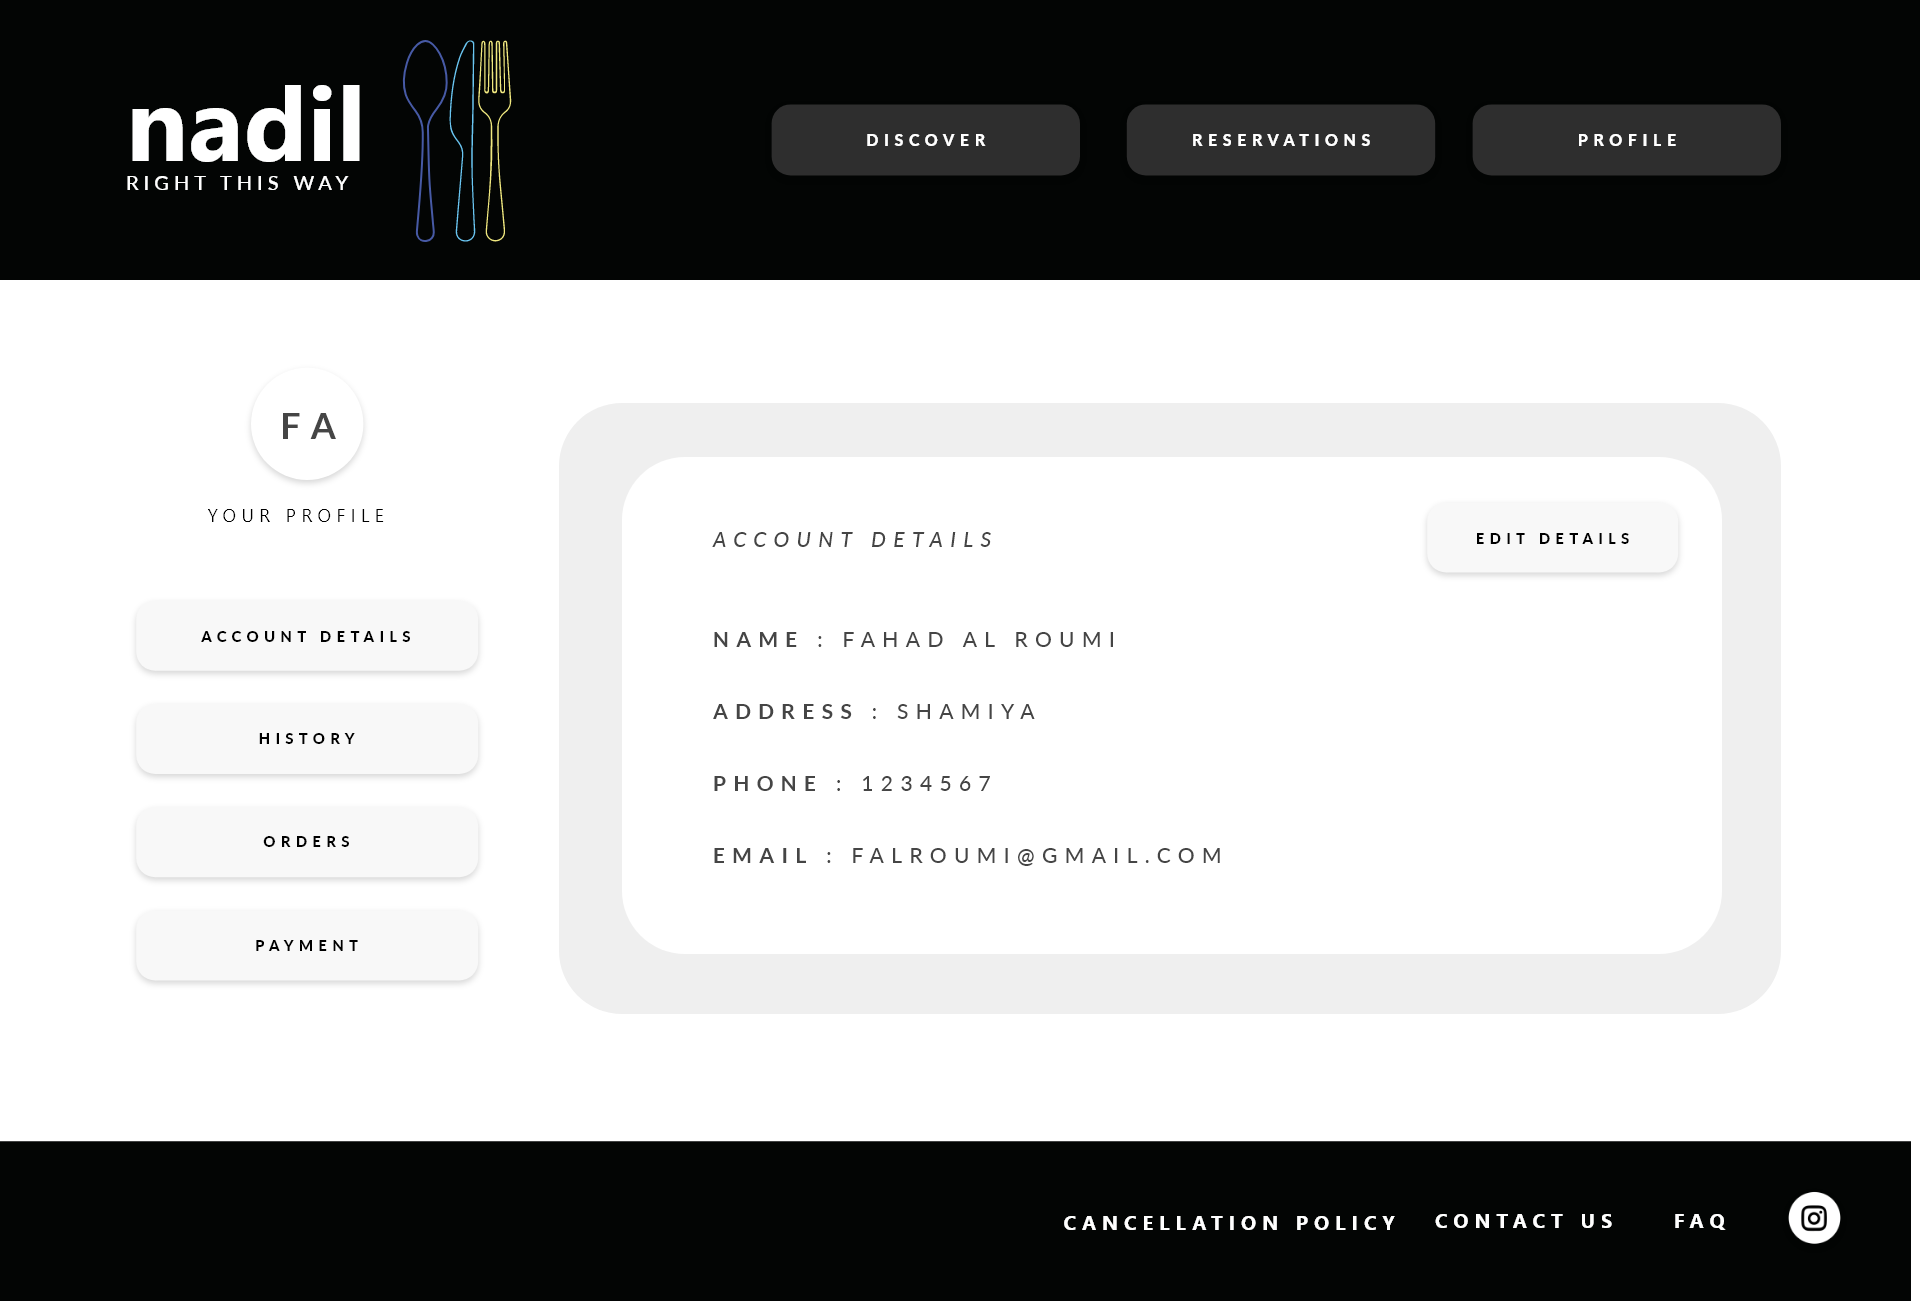 nadil
RIGHT THIS WAY
DISCOVER
RESERVATIONS
PROFILE
FA
YOUR PROFILE
ACCOUNT DETAILS
HISTORY
ORDERS
PAYMENT
ACCOUNT DETAILS
EDIT DETAILS
NAME : FAHAD AL ROUMI
ADDRESS : SHAMIYA
PHONE : 1234567
EMAIL : FALROUMI@GMAIL.COM
CANCELLATION POLICY
CONTACT US
FAQ